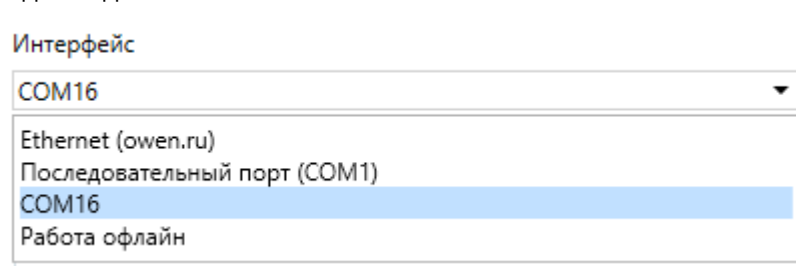 Интерфейс
COM16
Ethernet (owen.ru)
Последовательный порт (COM1)
COM16
Работа офлайн